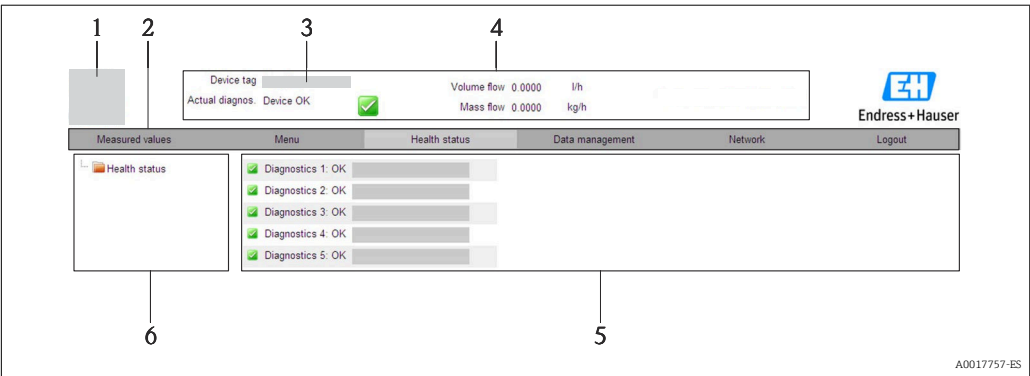 1 2 3 4
Device tag
Actual diagnos. Device OK
Volume flow 0.0000 l/h
Mass flow 0.0000 kg/h
EH
Endress+Hauser
Measured values Menu Health status Data management Network Logout
Health status
Diagnostics 1: OK
Diagnostics 2: OK
Diagnostics 3: OK
Diagnostics 4: OK
Diagnostics 5: OK
6 5
A0017757-ES